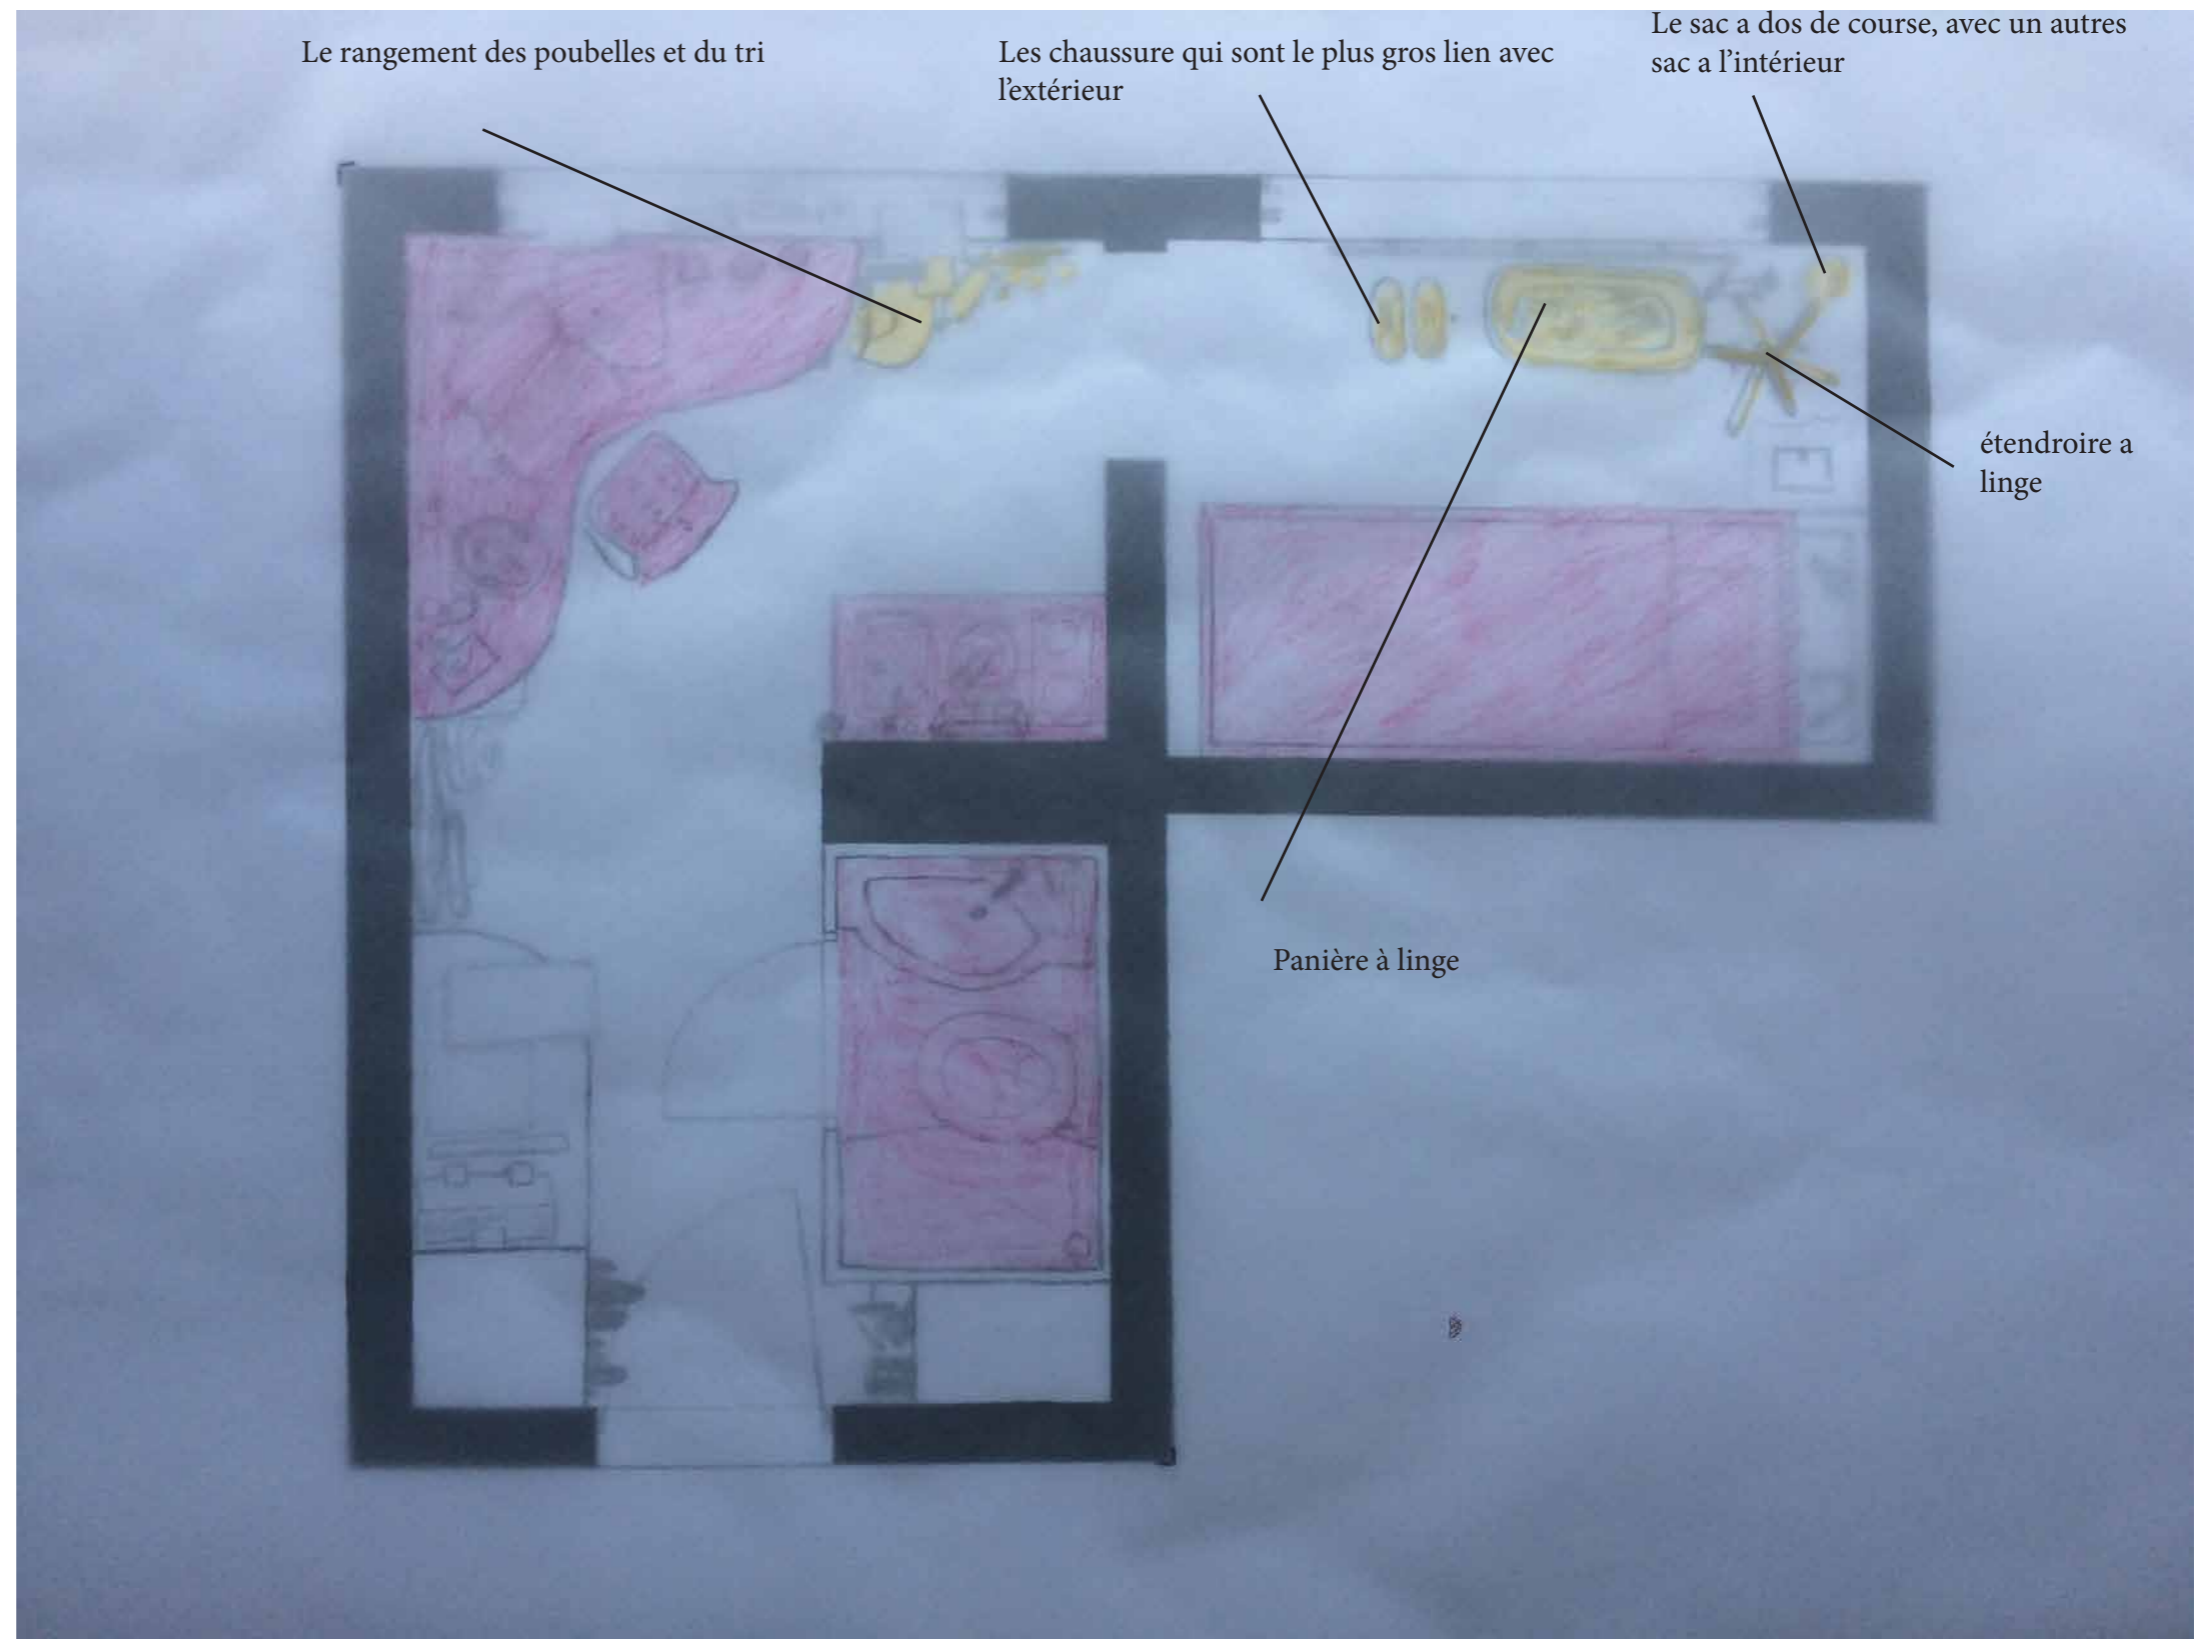 Le rangement des poubelles et du tri
Les chaussure qui sont le plus gros lien avec
l'extérieur
Le sac a dos de course, avec un autres
sac a l'intérieur
étendroire a
linge
Panière à linge